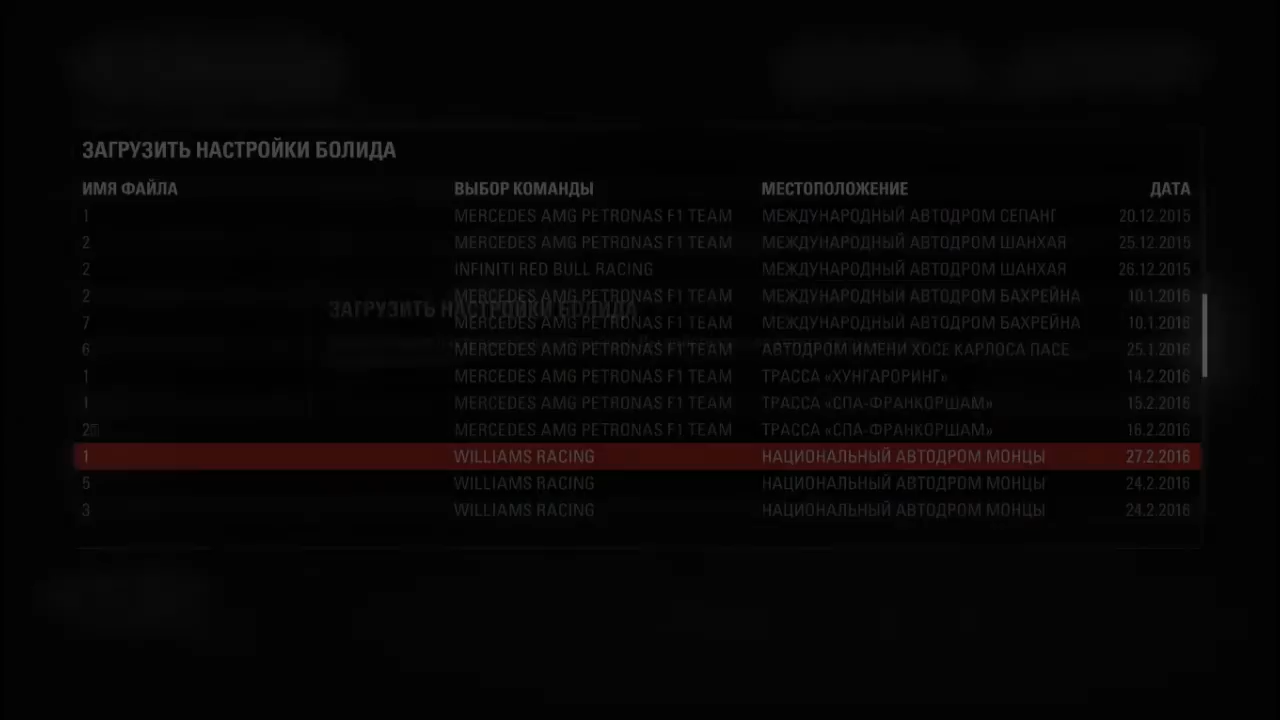 ЗАГРУЗИТЬ НАСТРОЙКИ БОЛИДА
ИМЯ ФАЙЛА ВЫБОР КОМАНДЫ МЕСТОПОЛОЖЕНИЕ ДАТА
1 MERCEDES AMG PETRONAS F1 TEAM МЕЖДУНАРОДНЫЙ АВТОДРОМ СЕПАНГ 20.12.2015
2 MERCEDES AMG PETRONAS F1 TEAM МЕЖДУНАРОДНЫЙ АВТОДРОМ ШАНХАЯ 25.12.2015
2 INFINITI RED BULL RACING МЕЖДУНАРОДНЫЙ АВТОДРОМ ШАНХАЯ 26.12.2015
2 MERCEDES AMG PETRONAS F1 TEAM МЕЖДУНАРОДНЫЙ АВТОДРОМ БАХРЕЙНА 10.1.2016
ЗАГРУЗИТЬ НАСТРОЙКИ БОЛИДА
7 MERCEDES AMG PETRONAS F1 TEAM МЕЖДУНАРОДНЫЙ АВТОДРОМ БАХРЕЙНА 10.1.2016
6 MERCEDES AMG PETRONAS F1 TEAM АВТОДРОМ ИМЕНИ ХОСЕ КАРЛОСА ПАСЕ 25.1.2016
1 MERCEDES AMG PETRONAS F1 TEAM ТРАССА «ХУНГАРОРИНГ» 14.2.2016
1 MERCEDES AMG PETRONAS F1 TEAM ТРАССА «СПА-ФРАНКОРШАМ» 15.2.2016
MERCEDES AMG PETRONAS F1 TEAM ТРАССА «СПА-ФРАНКОРШАМ» 16.2.2016
1 WILLIAMS RACING НАЦИОНАЛЬНЫЙ АВТОДРОМ МОНЦЫ 27.2.2016
5 WILLIAMS RACING НАЦИОНАЛЬНЫЙ АВТОДРОМ МОНЦЫ 24.2.2016
3 WILLIAMS RACING НАЦИОНАЛЬНЫЙ АВТОДРОМ МОНЦЫ 24.2.2016